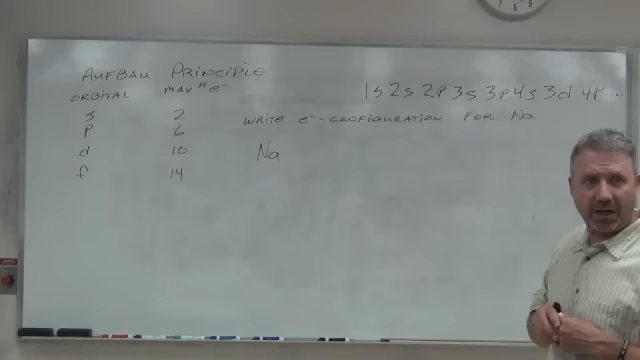 AUFBAU PRINCIPLE
ORBITAL MAX # e-
1s 2s 2p 3s 3p 4s 3d 4p ...
s 2
p 6
d 10
f 14
WRITE e--CONFIGURATION FOR Na
Na